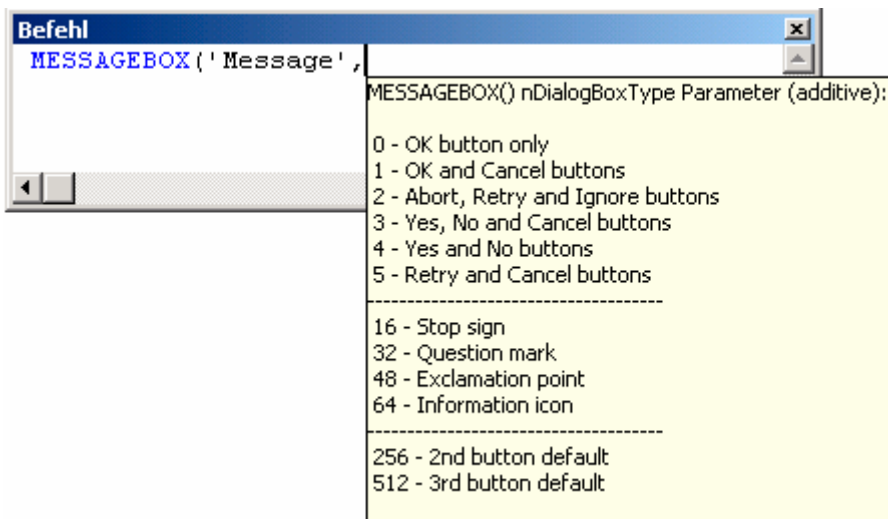 Befehl
MESSAGEBOX('Message',
MESSAGEBOX() nDialogBoxType Parameter (additive):
0 - OK button only
1 - OK and Cancel buttons
2 - Abort, Retry and Ignore buttons
3 - Yes, No and Cancel buttons
4 - Yes and No buttons
5 - Retry and Cancel buttons
------------------------------------
16 - Stop sign
32 - Question mark
48 - Exclamation point
64 - Information icon
------------------------------------
256 - 2nd button default
512 - 3rd button default